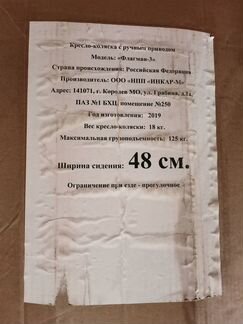 Кресло-коляска с ручным приводом
Модель: «Флагман-3»
Страна происхождения: Российская Федерация
Производитель: ООО «НПП «ИНКАР-М»
Адрес: 141071, г. Королев МО, ул. Грабина, д.1г
ПАЗ №1 БХЦ, помещение №250
Год изготовления: 2019
Вес кресло-коляски: 18 кг.
Максимальная грузоподъемность: 125 кг.
Ширина сидения: 48 см.
Ограничение при езде - прогулочное